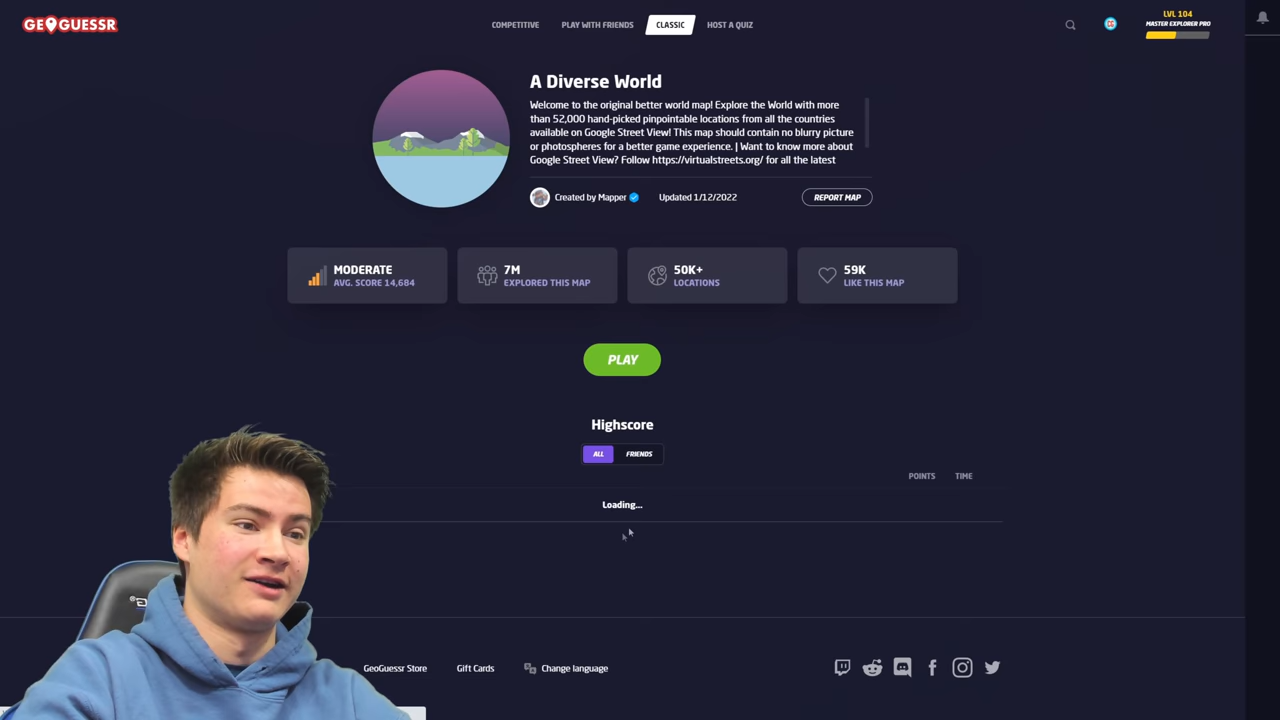 GEOGUESSR
COMPETITIVE
PLAY WITH FRIENDS
CLASSIC
HOST A QUIZ
LVL 104
MASTER EXPLORER PRO
A Diverse World
Welcome to the original better world map! Explore the World with more
than 52,000 hand-picked pinpointable locations from all the countries
available on Google Street View! This map should contain no blurry picture
or photospheres for a better game experience. | Want to know more about
Google Street View? Follow https://virtualstreets.org/ for all the latest
Created by Mapper
Updated 1/12/2022
REPORT MAP
MODERATE
AVG. SCORE 14,684
7M
EXPLORED THIS MAP
50K+
LOCATIONS
59K
LIKE THIS MAP
PLAY
Highscore
ALL
FRIENDS
POINTS
TIME
Loading...
GeoGuessr Store
Gift Cards
Change language